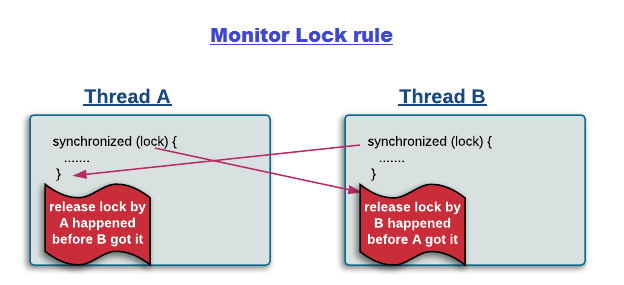 Monitor Lock rule
Thread A
synchronized (lock) {
.......
}
release lock by
A happened
before B got it
Thread B
synchronized (lock) {
.......
}
release lock by
B happened
before A got it